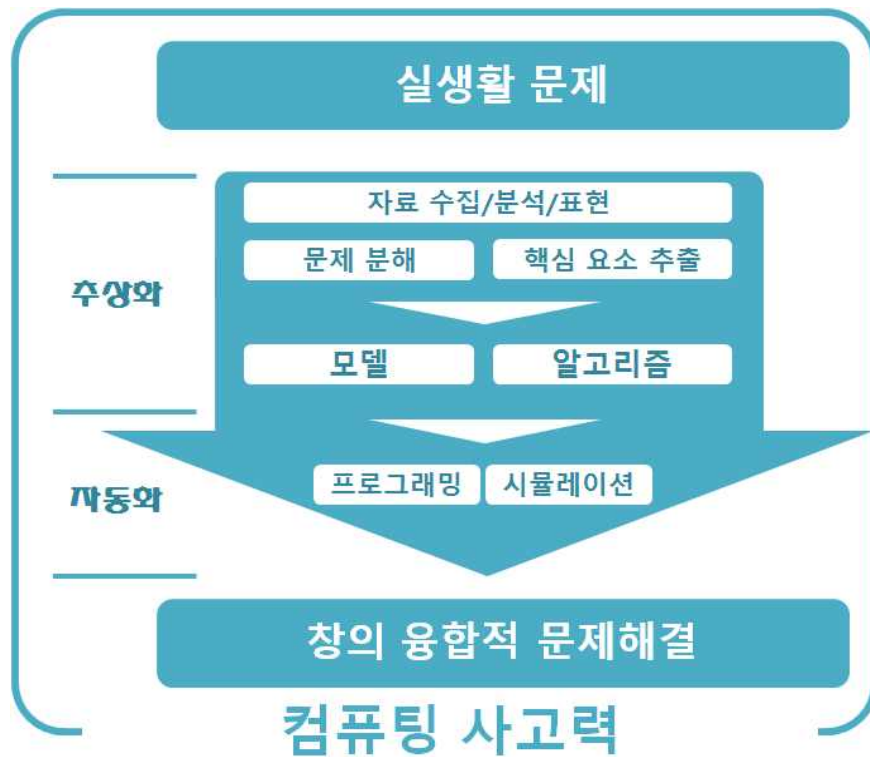 실생활 문제
자료 수집/분석/표현
문제 분해 핵심 요소 추출
추상화
모델 알고리즘
자동화
프로그래밍 시뮬레이션
창의 융합적 문제해결
컴퓨팅 사고력